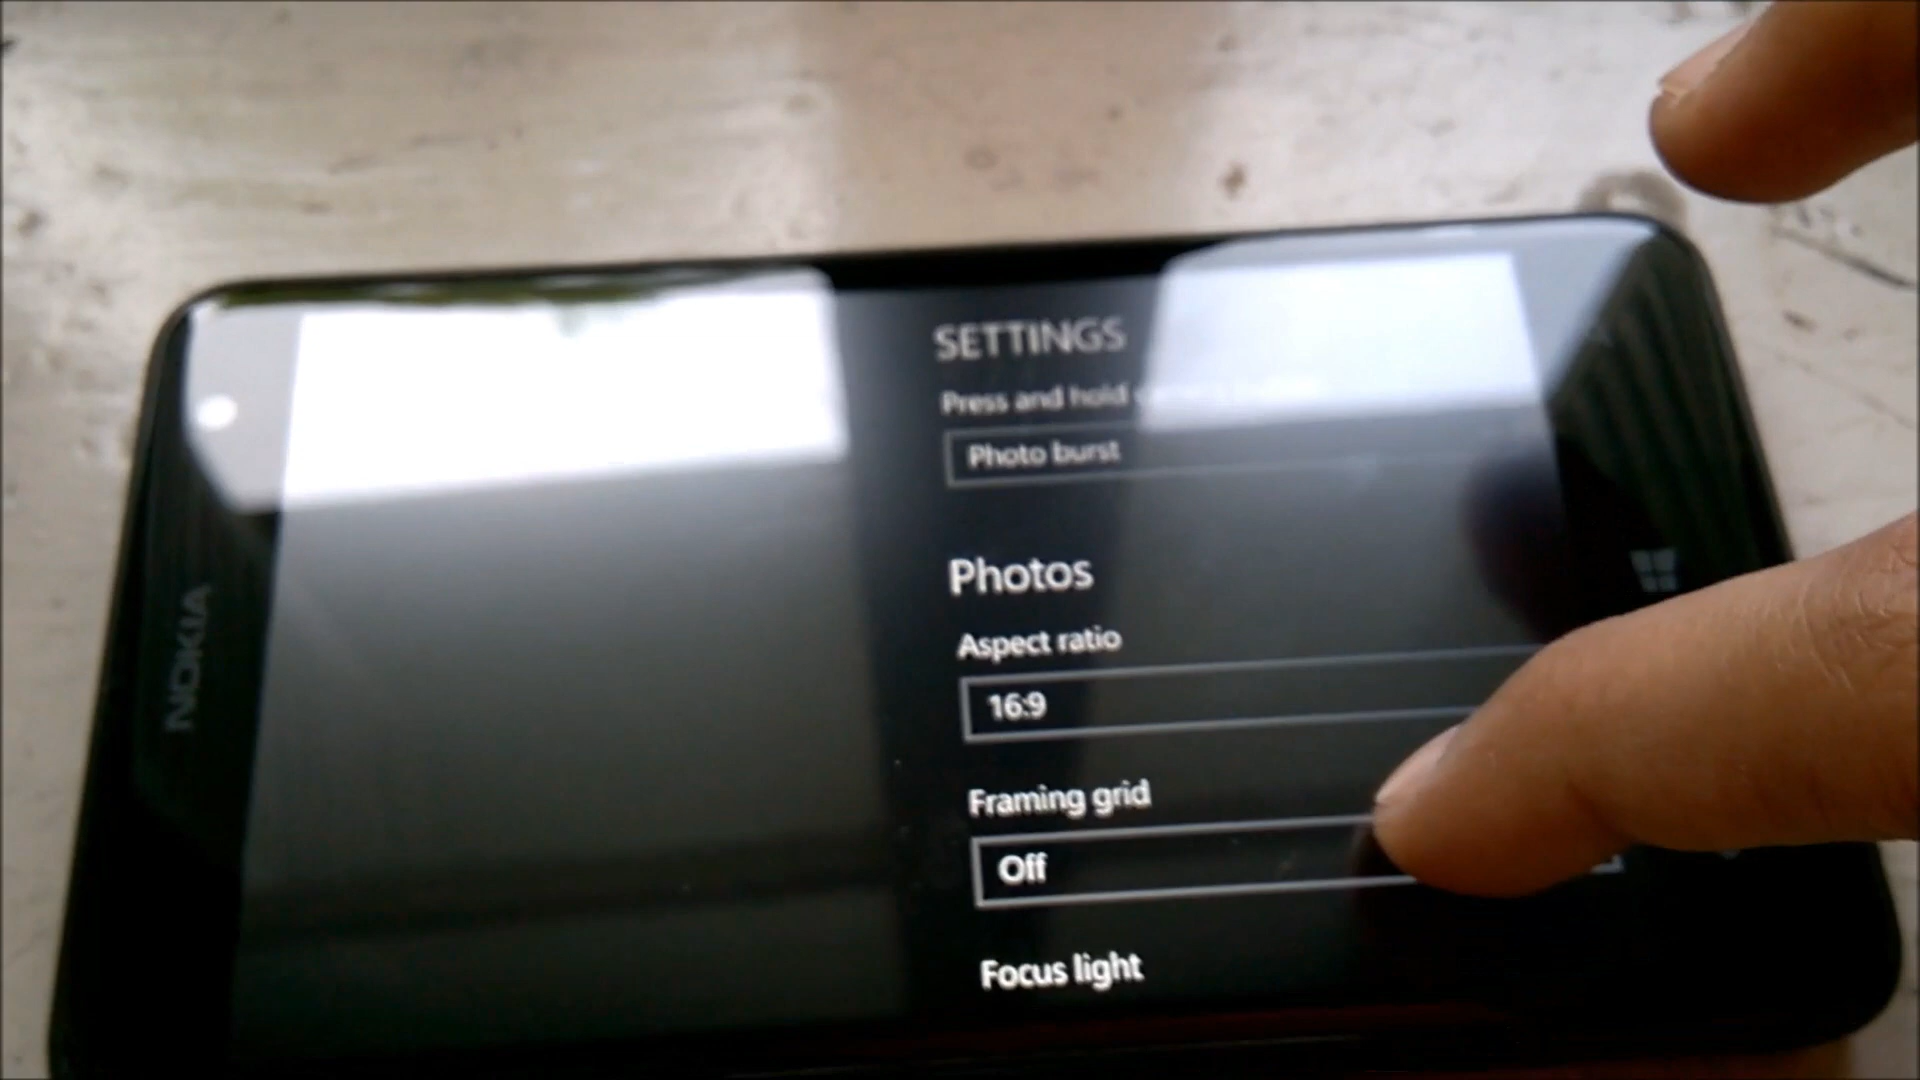 SETTINGS
Press and hold
Photo burst
Photos
Aspect ratio
16:9
Framing grid
Off
Focus light
NOKIA